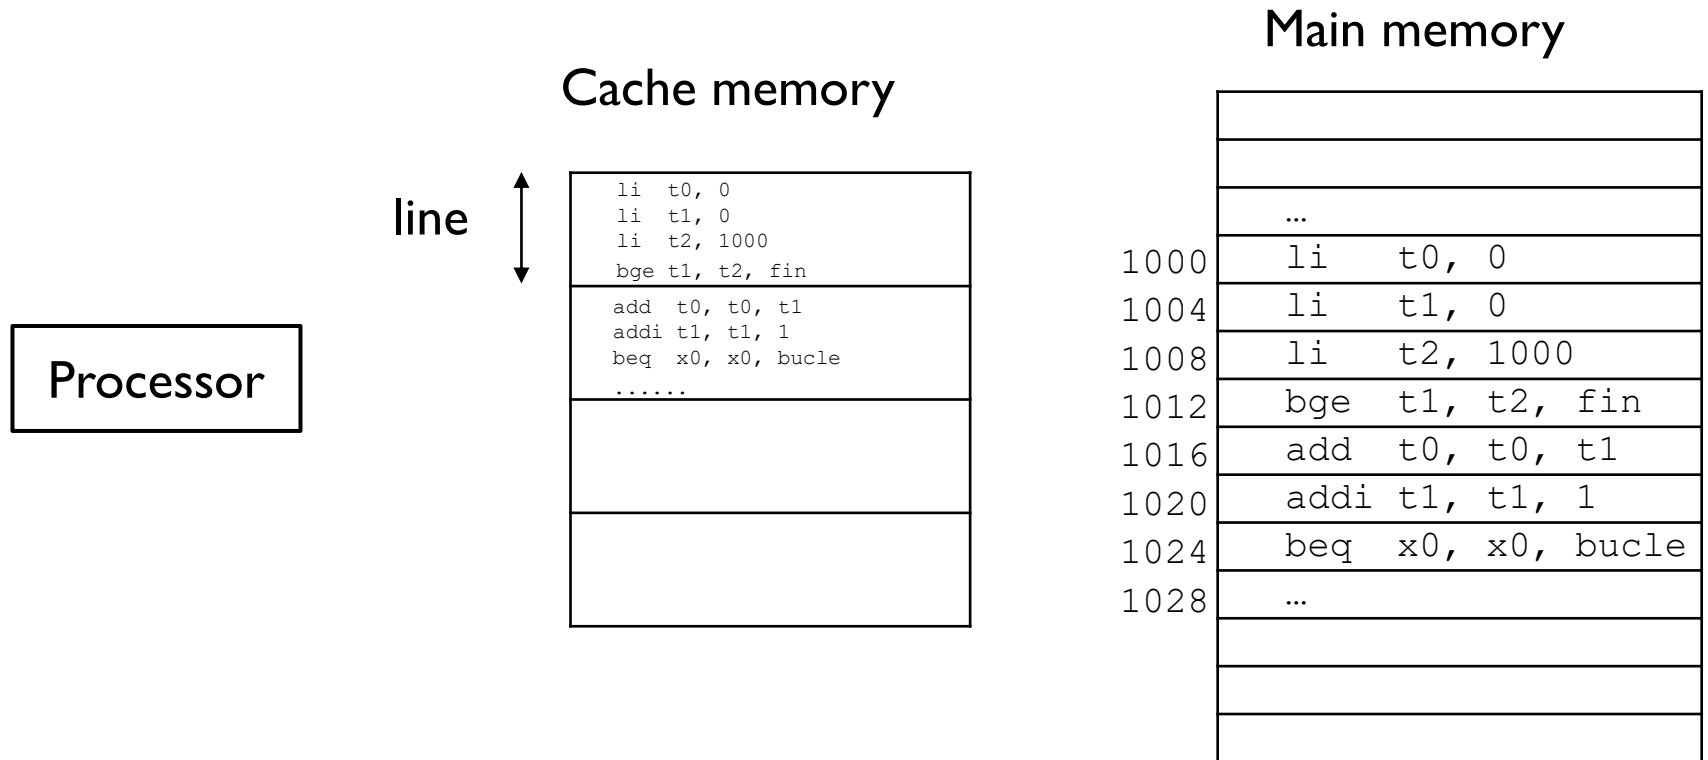 Main memory
Cache memory
line
li t0, 0
li t1, 0
li t2, 1000
bge t1, t2, fin
add t0, t0, t1
addi t1, t1, 1
beq x0, x0, bucle
......
Processor
…
1000 li t0, 0
1004 li t1, 0
1008 li t2, 1000
1012 bge t1, t2, fin
1016 add t0, t0, t1
1020 addi t1, t1, 1
1024 beq x0, x0, bucle
1028 …